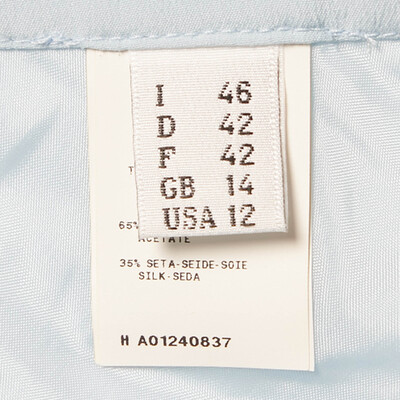 I 46
D 42
F 42
GB 14
USA 12
T
65%
ACETATE
35% SETA-SEIDE-SOIE
SILK-SEDA
H A01240837